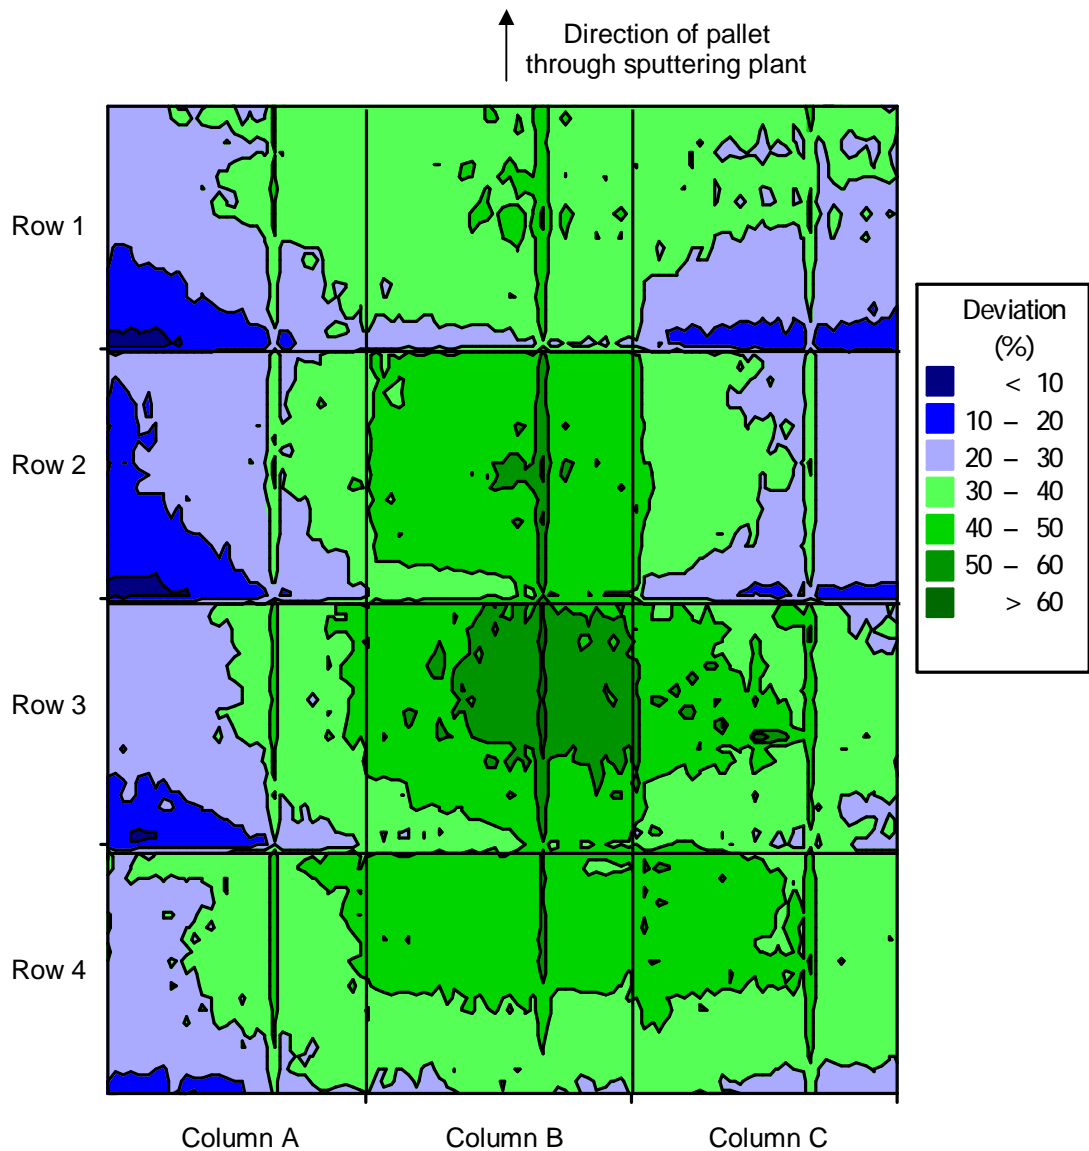 Direction of pallet
through sputtering plant
Row 1
Row 2
Row 3
Row 4
Deviation
(%)
< 10
10 – 20
20 – 30
30 – 40
40 – 50
50 – 60
> 60
Column A
Column B
Column C